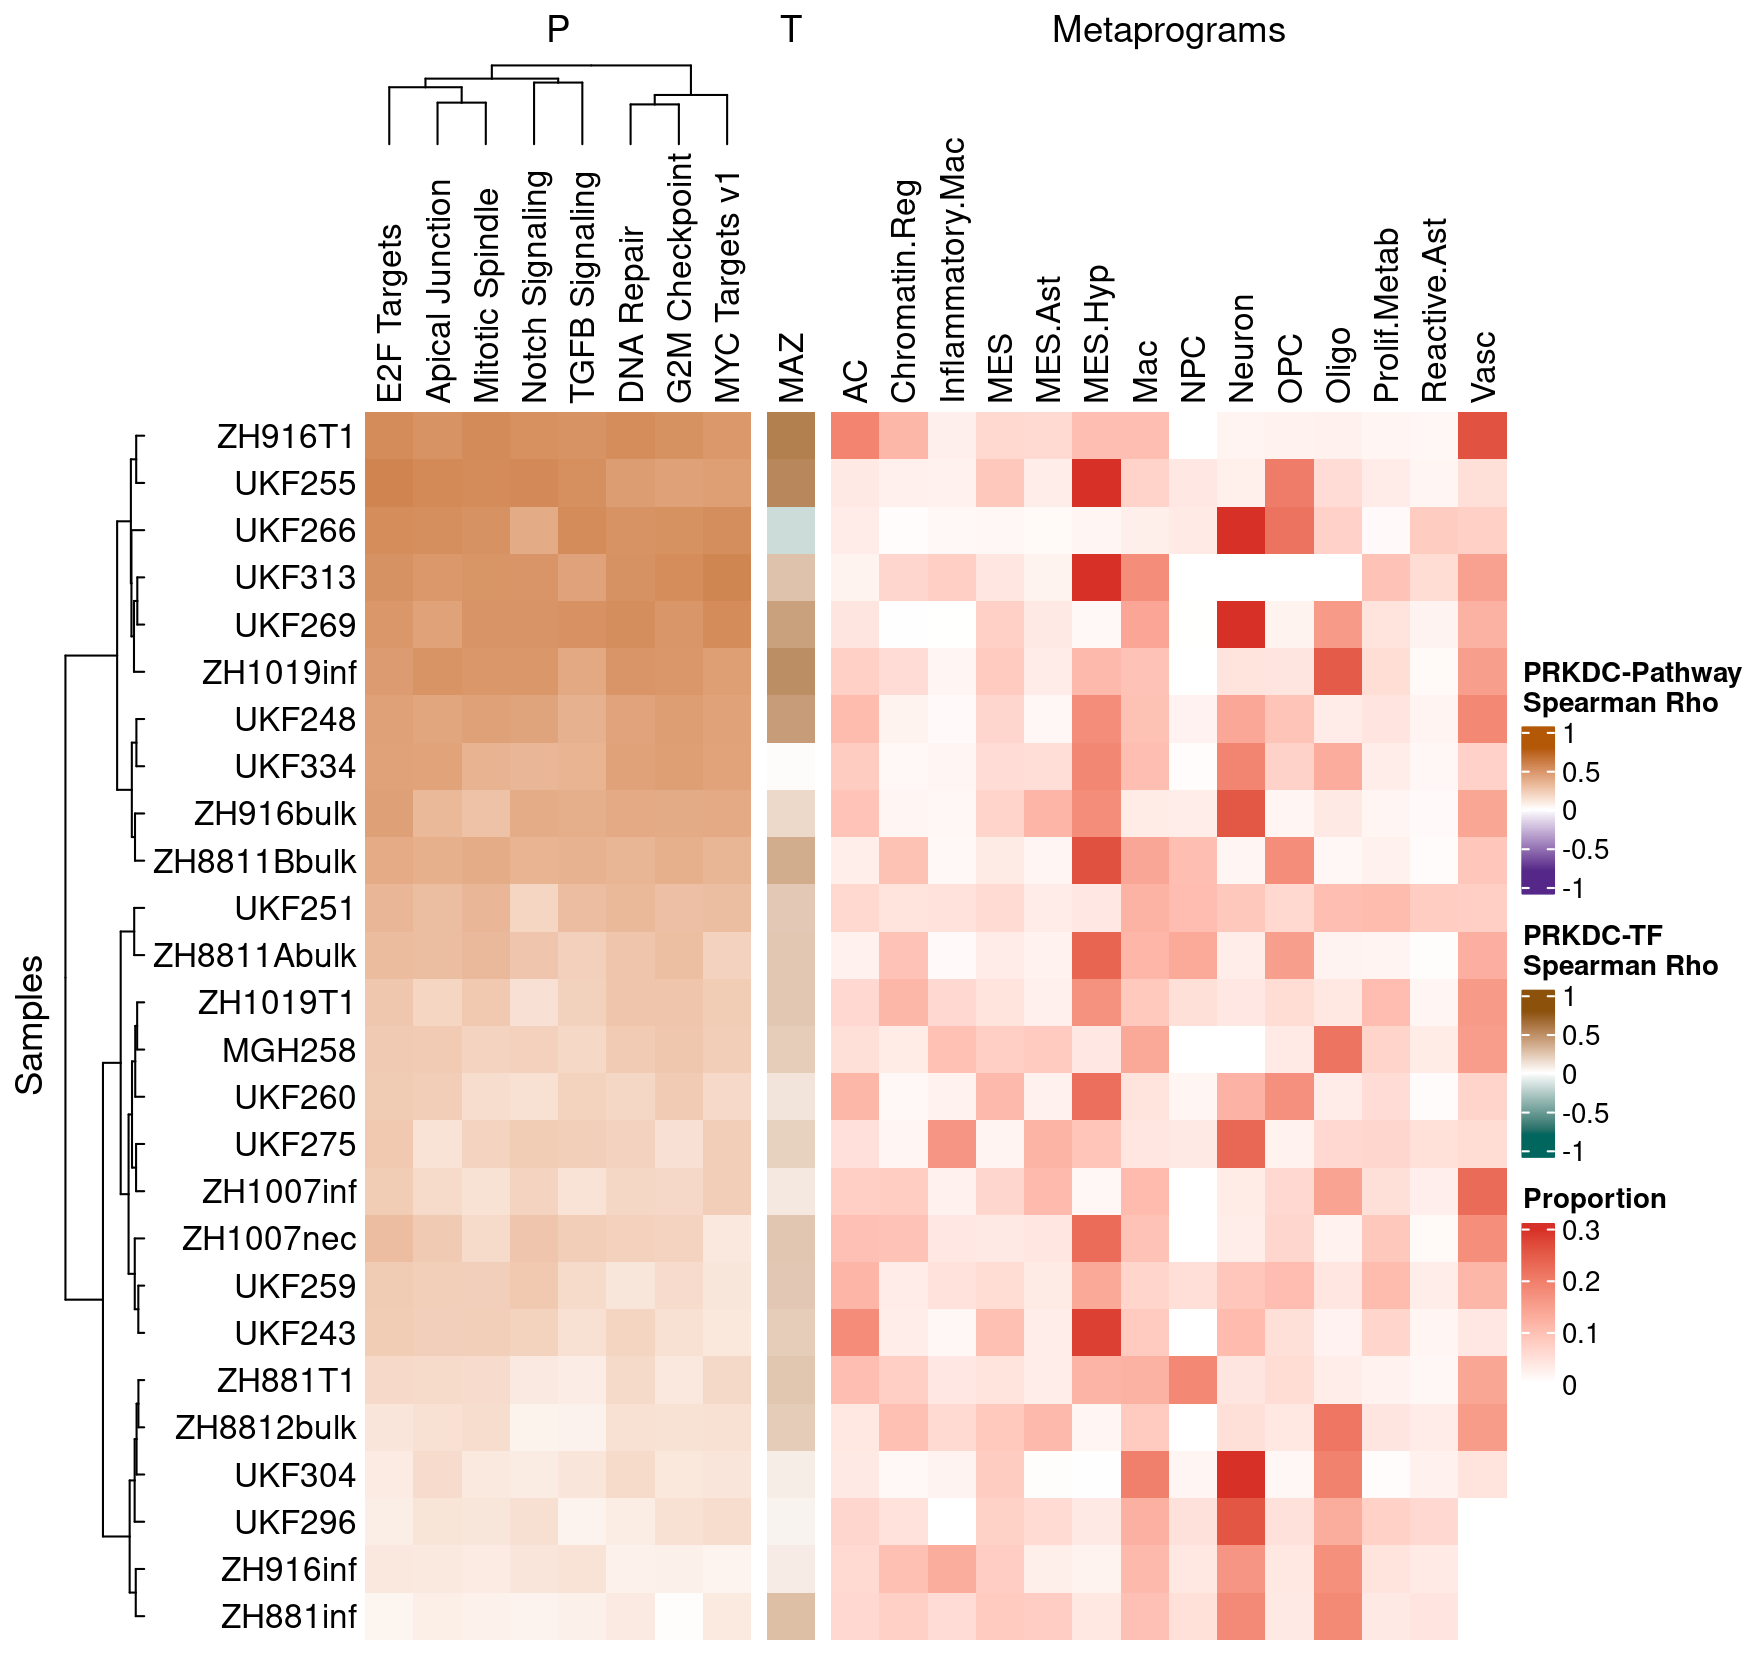 P
T
Metaprograms
E2F Targets
Apical Junction
Mitotic Spindle
Notch Signaling
TGFB Signaling
DNA Repair
G2M Checkpoint
MYC Targets v1
MAZ
AC
Chromatin.Reg
Inflammatory.Mac
MES
MES.Ast
MES.Hyp
Mac
NPC
Neuron
OPC
Oligo
Prolif.Metab
Reactive.Ast
Vasc
Samples
ZH916T1
UKF255
UKF266
UKF313
UKF269
ZH1019inf
UKF248
UKF334
ZH916bulk
ZH8811Bbulk
UKF251
ZH8811Abulk
ZH1019T1
MGH258
UKF260
UKF275
ZH1007inf
ZH1007nec
UKF259
UKF243
ZH881T1
ZH8812bulk
UKF304
UKF296
ZH916inf
ZH881inf
PRKDC-Pathway
Spearman Rho
1
0.5
0
-0.5
-1
PRKDC-TF
Spearman Rho
1
0.5
0
-0.5
-1
Proportion
0.3
0.2
0.1
0